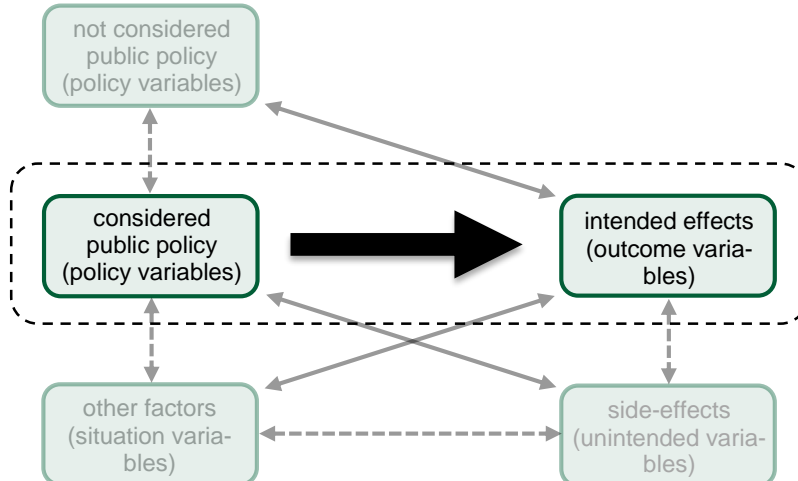 not considered
public policy
(policy variables)
considered
public policy
(policy variables)
intended effects
(outcome varia-
bles)
other factors
(situation varia-
bles)
side-effects
(unintended varia-
bles)